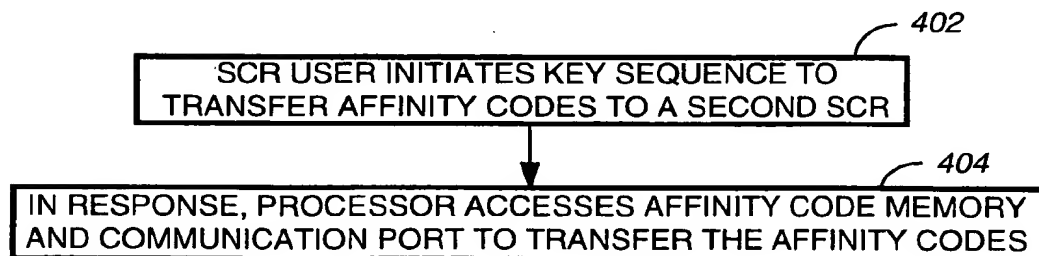 402
SCR USER INITIATES KEY SEQUENCE TO
TRANSFER AFFINITY CODES TO A SECOND SCR
404
IN RESPONSE, PROCESSOR ACCESSES AFFINITY CODE MEMORY
AND COMMUNICATION PORT TO TRANSFER THE AFFINITY CODES